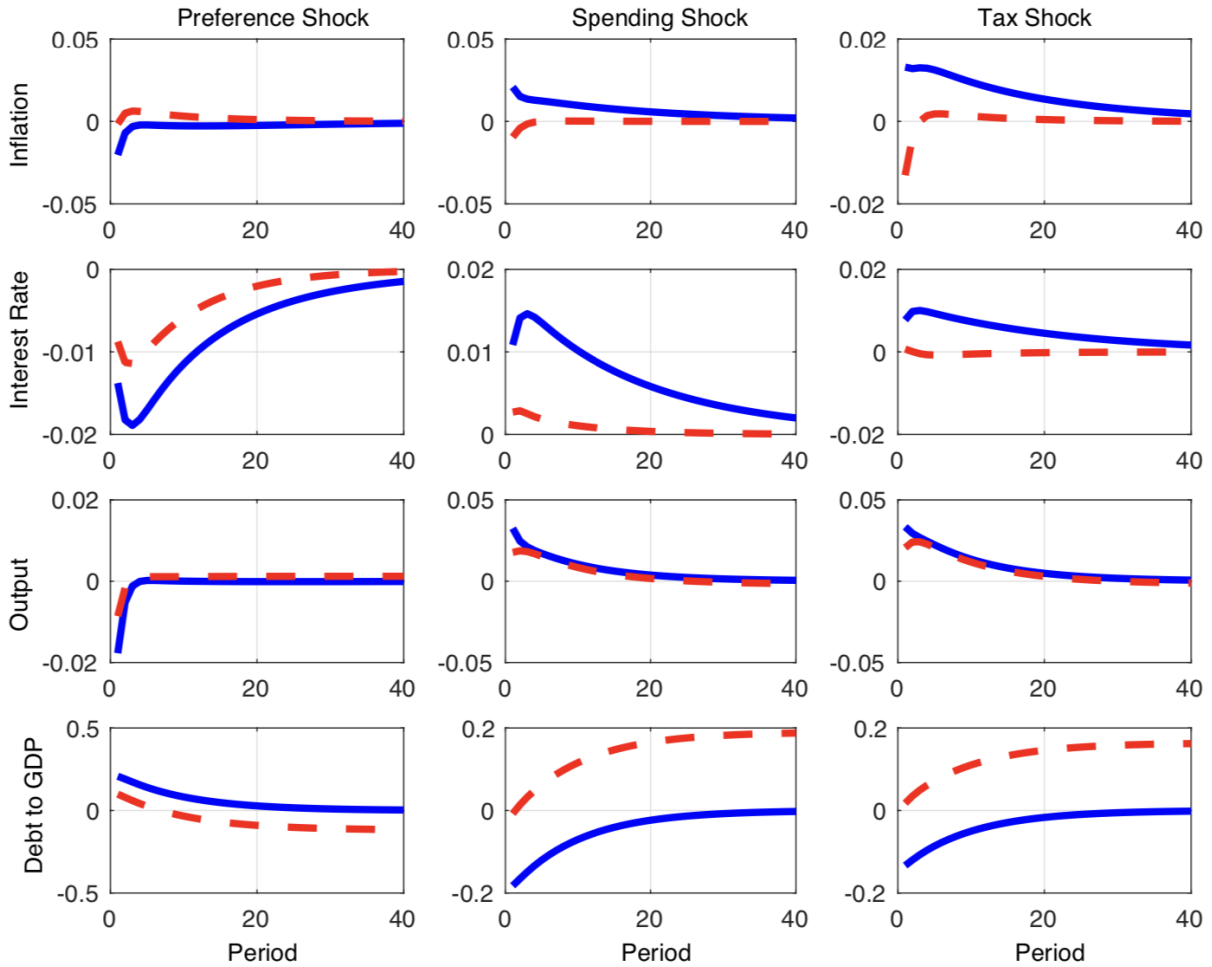 Preference Shock Spending Shock Tax Shock
Inflation
0.05 0.05 0.02
0 0 0
-0.05 -0.05 -0.02
0 20 40 0 20 40 0 20 40
Interest Rate
0 0.02 0.02
-0.01 0.01 0
-0.02 0 -0.02
0 20 40 0 20 40 0 20 40
Output
0.02 0.05 0.05
0 0 0
-0.02 -0.05 -0.05
0 20 40 0 20 40 0 20 40
Debt to GDP
0.5 0.2 0.2
0 0 0
-0.5 -0.2 -0.2
0 20 40 0 20 40 0 20 40
Period Period Period